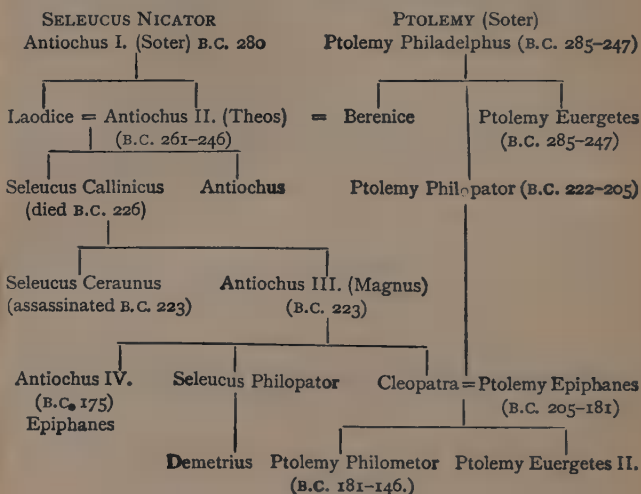 SELEUCUS NICATOR PTOLEMY (Soter)
Antiochus I. (Soter) B.C. 280 Ptolemy Philadelphus (B.C. 285–247)
Laodice = Antiochus II. (Theos) = Berenice Ptolemy Euergetes
(B.C. 261–246) (B.C. 285–247)
Seleucus Callinicus Antiochus Ptolemy Philopator (B.C. 222–205)
(died B.C. 226)
Seleucus Ceraunus Antiochus III. (Magnus)
(assassinated B.C. 223) (B.C. 223)
Antiochus IV. Seleucus Philopator Cleopatra = Ptolemy Epiphanes
(B.C. 175) (B.C. 205–181)
Epiphanes
Demetrius Ptolemy Philometor Ptolemy Euergetes II.
(B.C. 181–146.)